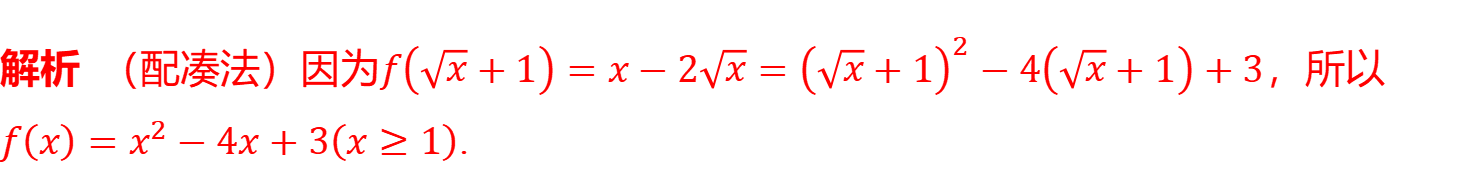 解析 （配凑法）因为f(√x + 1) = x − 2√x = (√x + 1)² − 4(√x + 1) + 3，所以
f(x) = x² − 4x + 3(x ≥ 1).